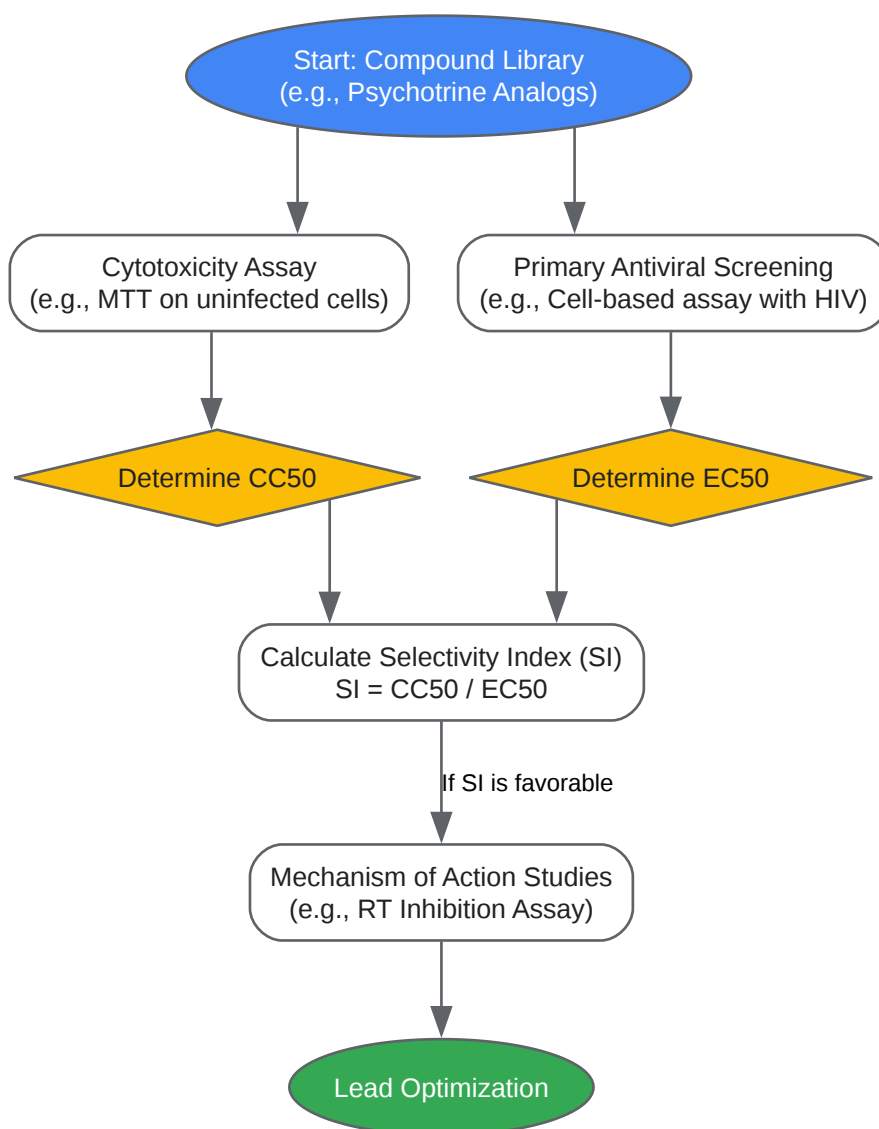 Start: Compound Library
(e.g., Psychotrine Analogs)
Cytotoxicity Assay
(e.g., MTT on uninfected cells)
Primary Antiviral Screening
(e.g., Cell-based assay with HIV)
Determine CC50
Determine EC50
Calculate Selectivity Index (SI)
SI = CC50 / EC50
If SI is favorable
Mechanism of Action Studies
(e.g., RT Inhibition Assay)
Lead Optimization